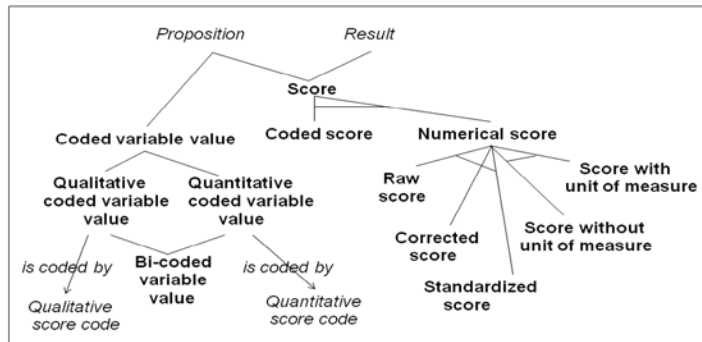 Proposition
Result
Score
Coded variable value
Coded score
Numerical score
Qualitative
coded variable
value
Quantitative
coded variable
value
Raw
score
Score with
unit of measure
Corrected
score
Score without
unit of measure
is coded by
Bi-coded
variable
value
is coded by
Standardized
score
Qualitative
score code
Quantitative
score code